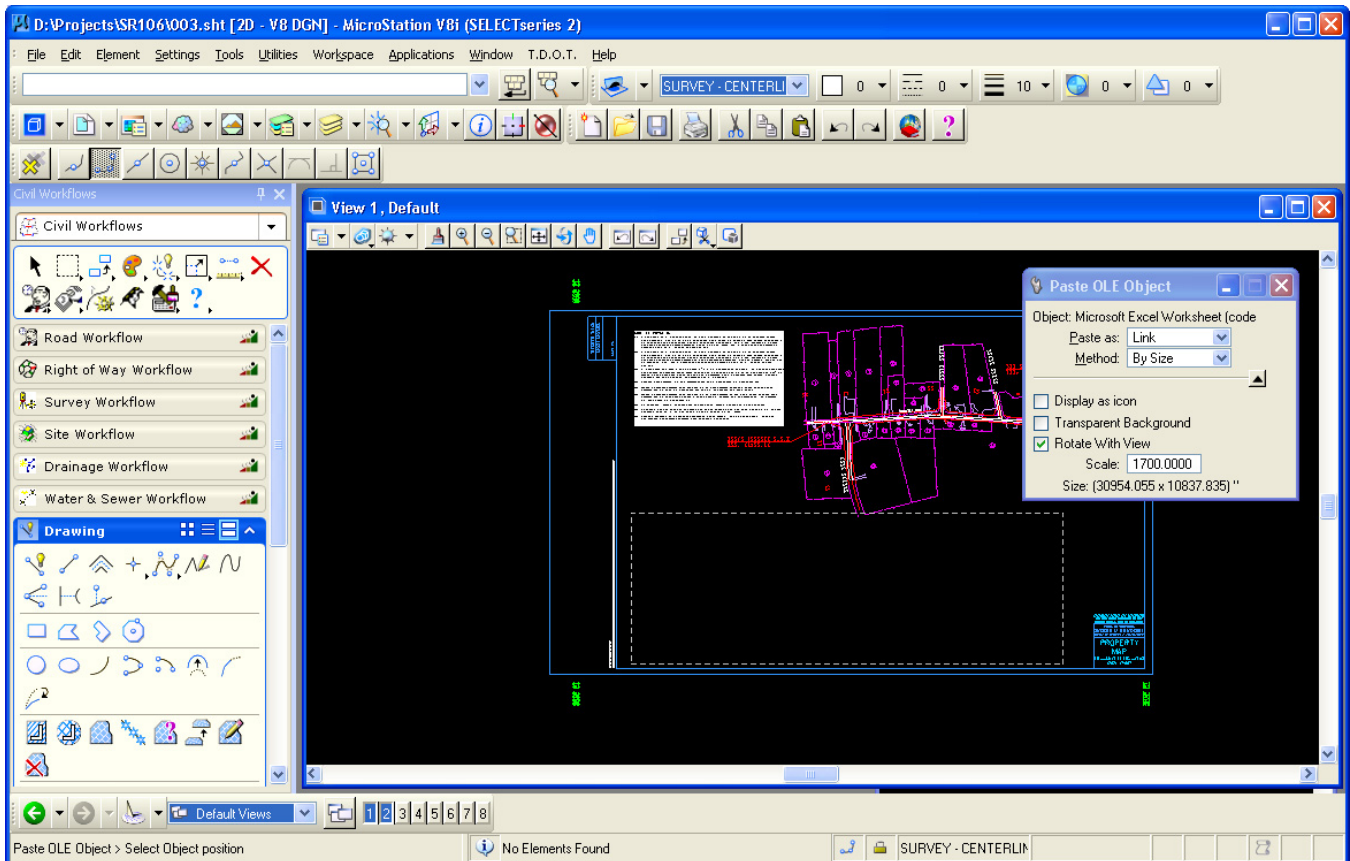 D:\Projects\SR106\003.sht [2D - V8 DGN] - MicroStation V8i (SELECTseries 2)
File Edit Element Settings Tools Utilities Workspace Applications Window T.D.O.T. Help
SURVEY - CENTERLI 0 0 10 0 0
Civil Workflows
Civil Workflows
Road Workflow
Right of Way Workflow
Survey Workflow
Site Workflow
Drainage Workflow
Water & Sewer Workflow
Drawing
View 1, Default
PROPERTY
MAP
Paste OLE Object
Object: Microsoft Excel Worksheet (code
Paste as: Link
Method: By Size
Display as icon
Transparent Background
Rotate With View
Scale: 1700.0000
Size: (30954.055 x 10837.835) "
Default Views 1 2 3 4 5 6 7 8
Paste OLE Object > Select Object position No Elements Found SURVEY - CENTERLIN